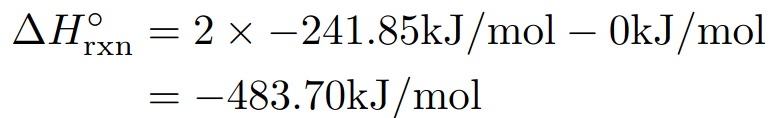 ΔH°rxn = 2 × −241.85kJ/mol − 0kJ/mol
= −483.70kJ/mol